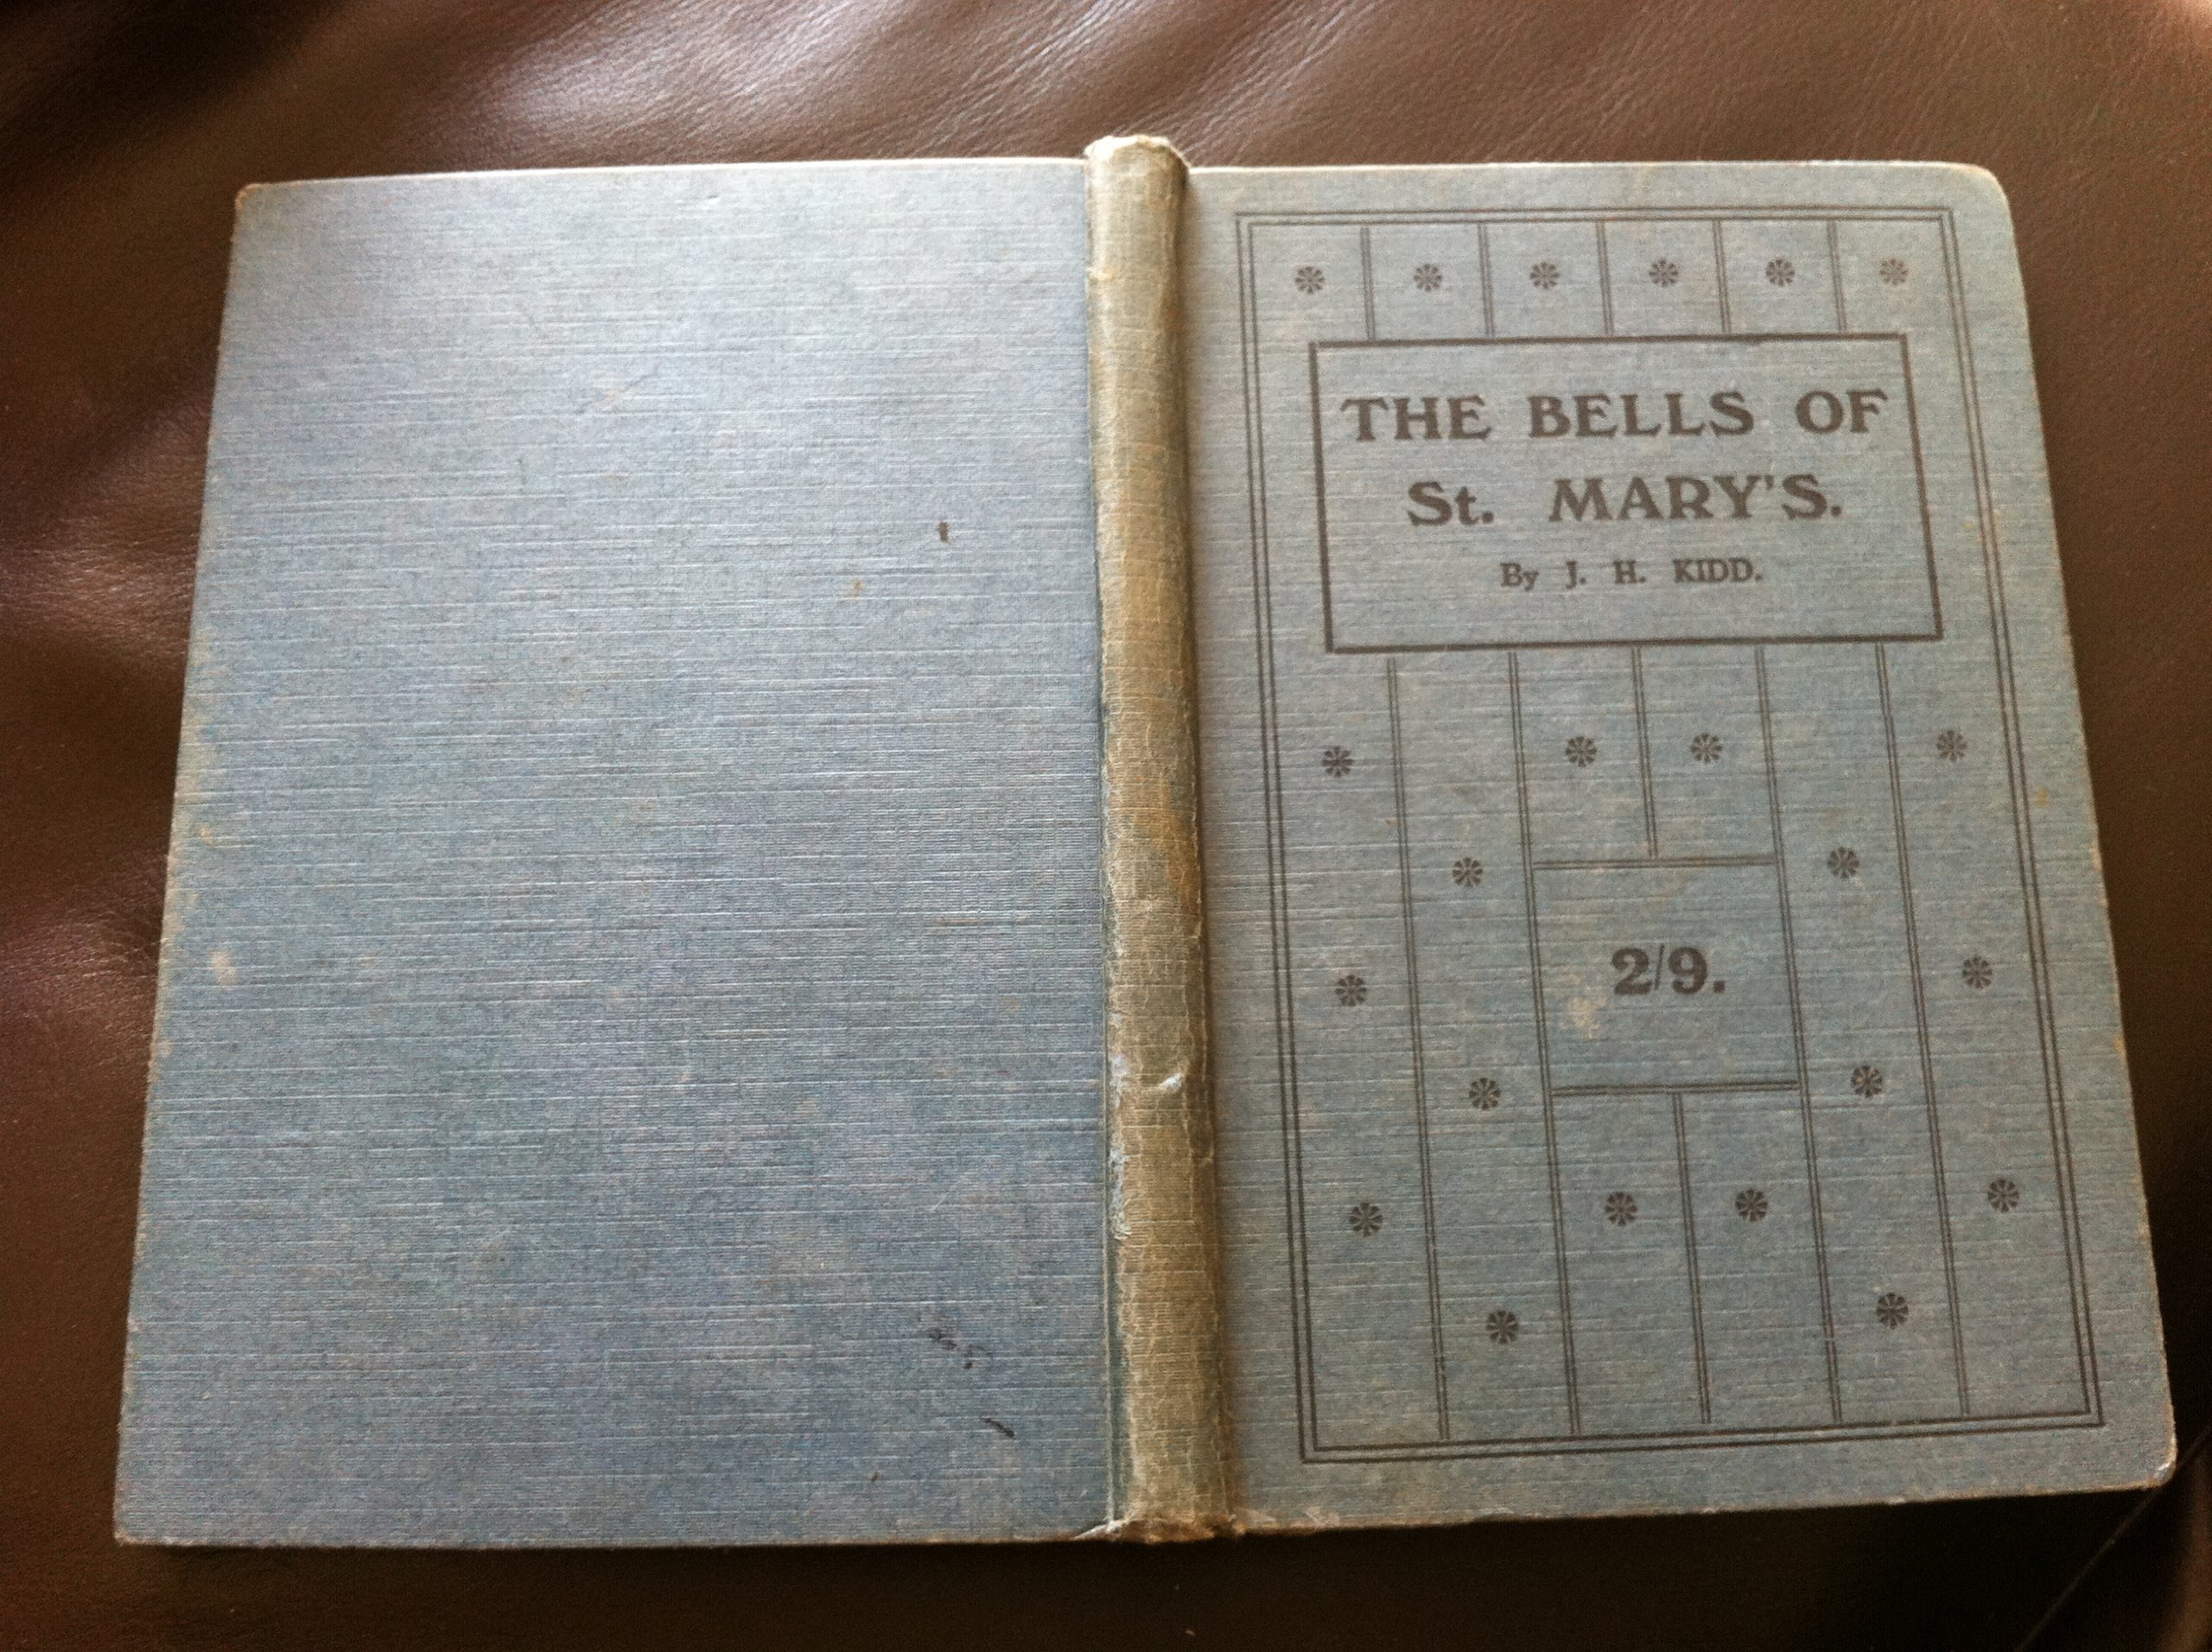 THE BELLS OF
St. MARY'S.
By J. H. KIDD.
2/9.